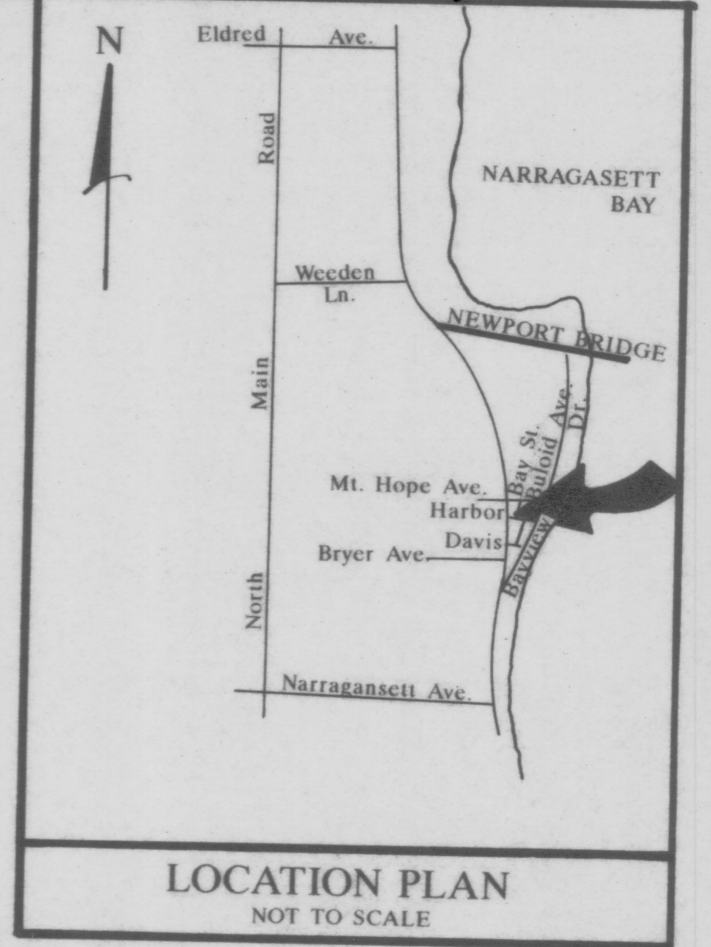 N
Eldred Ave.
Road
NARRAGASETT
BAY
Weeden
Ln.
NEWPORT BRIDGE
Main
Bay St.
Buloid Ave.
Mt. Hope Ave.
Harbor
Davis
Bayview Dr.
Bryer Ave.
North
Narragansett Ave.
LOCATION PLAN
NOT TO SCALE